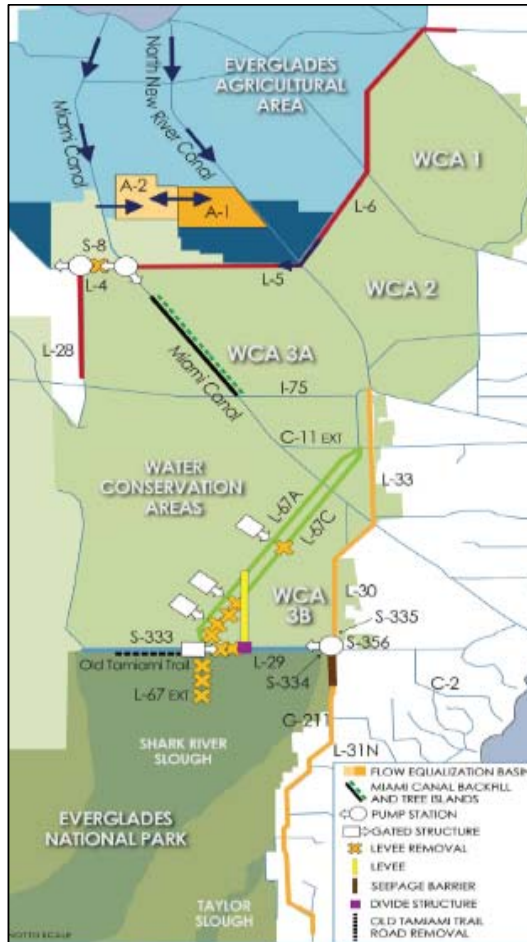 EVERGLADES
AGRICULTURAL
AREA
North New River Canal
Miami Canal
WCA 1
A-2
A-1
L-6
S-8
L-4
L-5
WCA 2
L-28
WCA 3A
Miami Canal
I-75
C-11 EXT
WATER
CONSERVATION
AREAS
L-67A
L-67C
L-33
WCA
3B
L-30
S-335
S-333
S-356
Old Tamiami Trail
L-29
S-334
L-67 EXT
C-2
G-211
SHARK RIVER
SLOUGH
L-31N
EVERGLADES
NATIONAL PARK
TAYLOR
SLOUGH
FLOW EQUALIZATION BASIN
MIAMI CANAL BACKFILL
AND TREE ISLANDS
PUMP STATION
GATED STRUCTURE
LEVEE REMOVAL
LEVEE
SEEPAGE BARRIER
DIVIDE STRUCTURE
OLD TAMIAMI TRAIL
ROAD REMOVAL
NOT TO SCALE